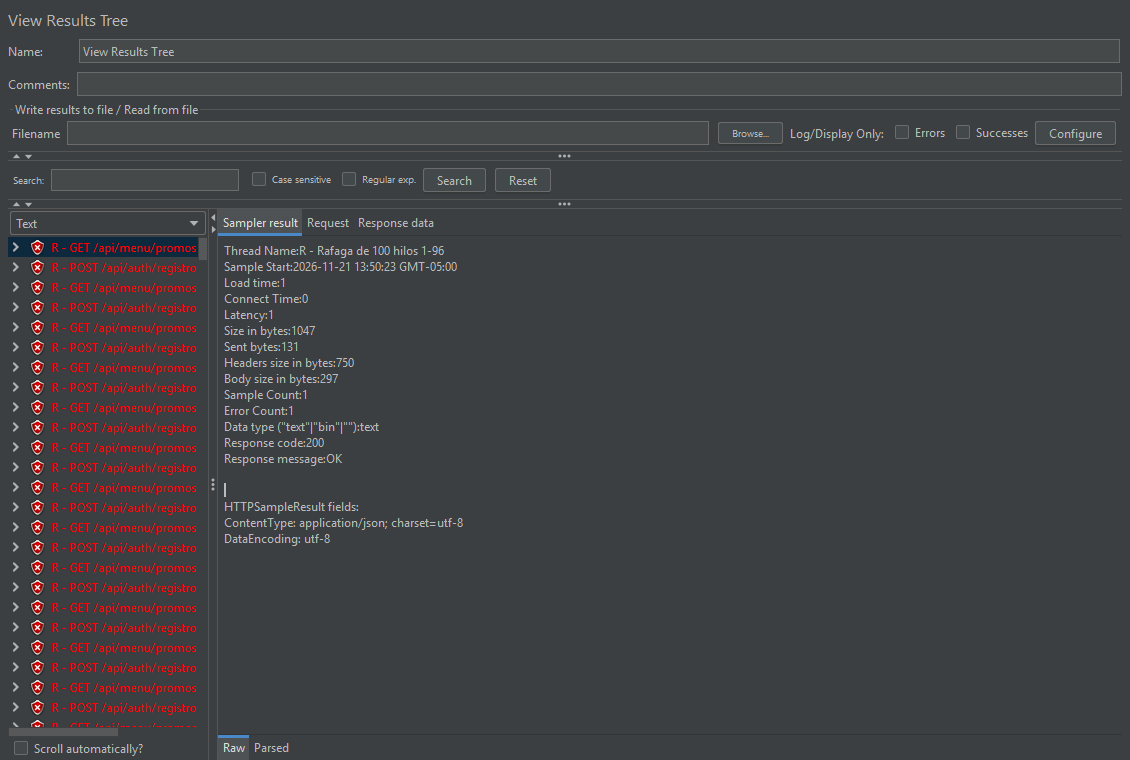 View Results Tree
Name: View Results Tree
Comments:
Write results to file / Read from file
Filename Browse... Log/Display Only: Errors Successes Configure
Search: Case sensitive Regular exp. Search Reset
Text
R - GET /api/menu/promos
R - POST /api/auth/registro
R - GET /api/menu/promos
R - POST /api/auth/registro
R - GET /api/menu/promos
R - POST /api/auth/registro
R - GET /api/menu/promos
R - POST /api/auth/registro
R - GET /api/menu/promos
R - POST /api/auth/registro
R - GET /api/menu/promos
R - POST /api/auth/registro
R - GET /api/menu/promos
R - POST /api/auth/registro
R - GET /api/menu/promos
R - POST /api/auth/registro
R - GET /api/menu/promos
R - POST /api/auth/registro
R - GET /api/menu/promos
R - POST /api/auth/registro
R - GET /api/menu/promos
R - POST /api/auth/registro
R - GET /api/menu/promos
R - POST /api/auth/registro
R - GET /api/menu/promos
Scroll automatically?
Sampler result Request Response data
Thread Name:R - Rafaga de 100 hilos 1-96
Sample Start:2026-11-21 13:50:23 GMT-05:00
Load time:1
Connect Time:0
Latency:1
Size in bytes:1047
Sent bytes:131
Headers size in bytes:750
Body size in bytes:297
Sample Count:1
Error Count:1
Data type ("text"|"bin"|""):text
Response code:200
Response message:OK
HTTPSampleResult fields:
ContentType: application/json; charset=utf-8
DataEncoding: utf-8
Raw Parsed